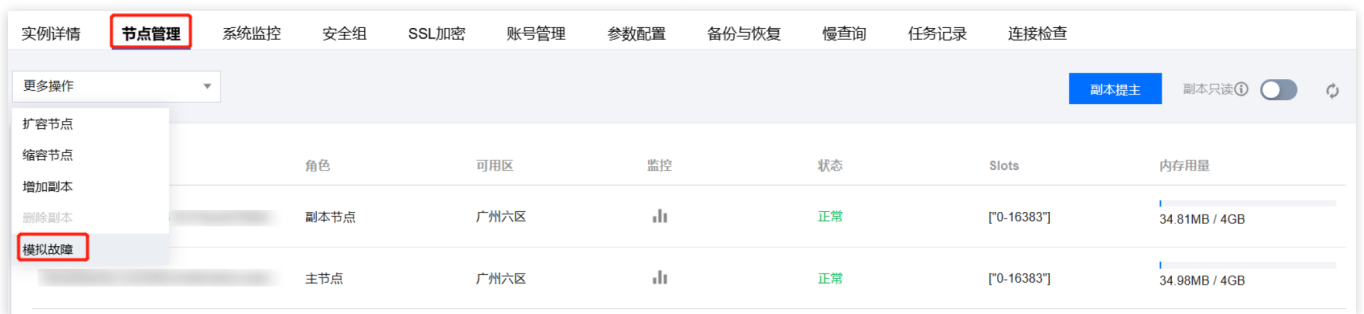 实例详情 节点管理 系统监控 安全组 SSL加密 账号管理 参数配置 备份与恢复 慢查询 任务记录 连接检查
更多操作 副本提主 副本只读
扩容节点
缩容节点
角色 可用区 监控 状态 Slots 内存用量
增加副本
删除副本 副本节点 广州六区 正常 ["0-16383"] 34.81MB / 4GB
模拟故障
主节点 广州六区 正常 ["0-16383"] 34.98MB / 4GB